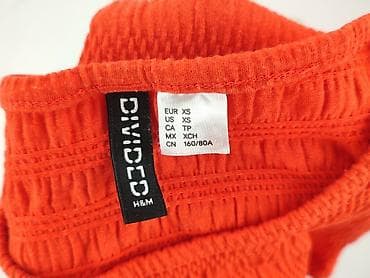 DIVIDED
H&M
EUR XS
US XS
CA TP
MX XCH
CN 160/80A